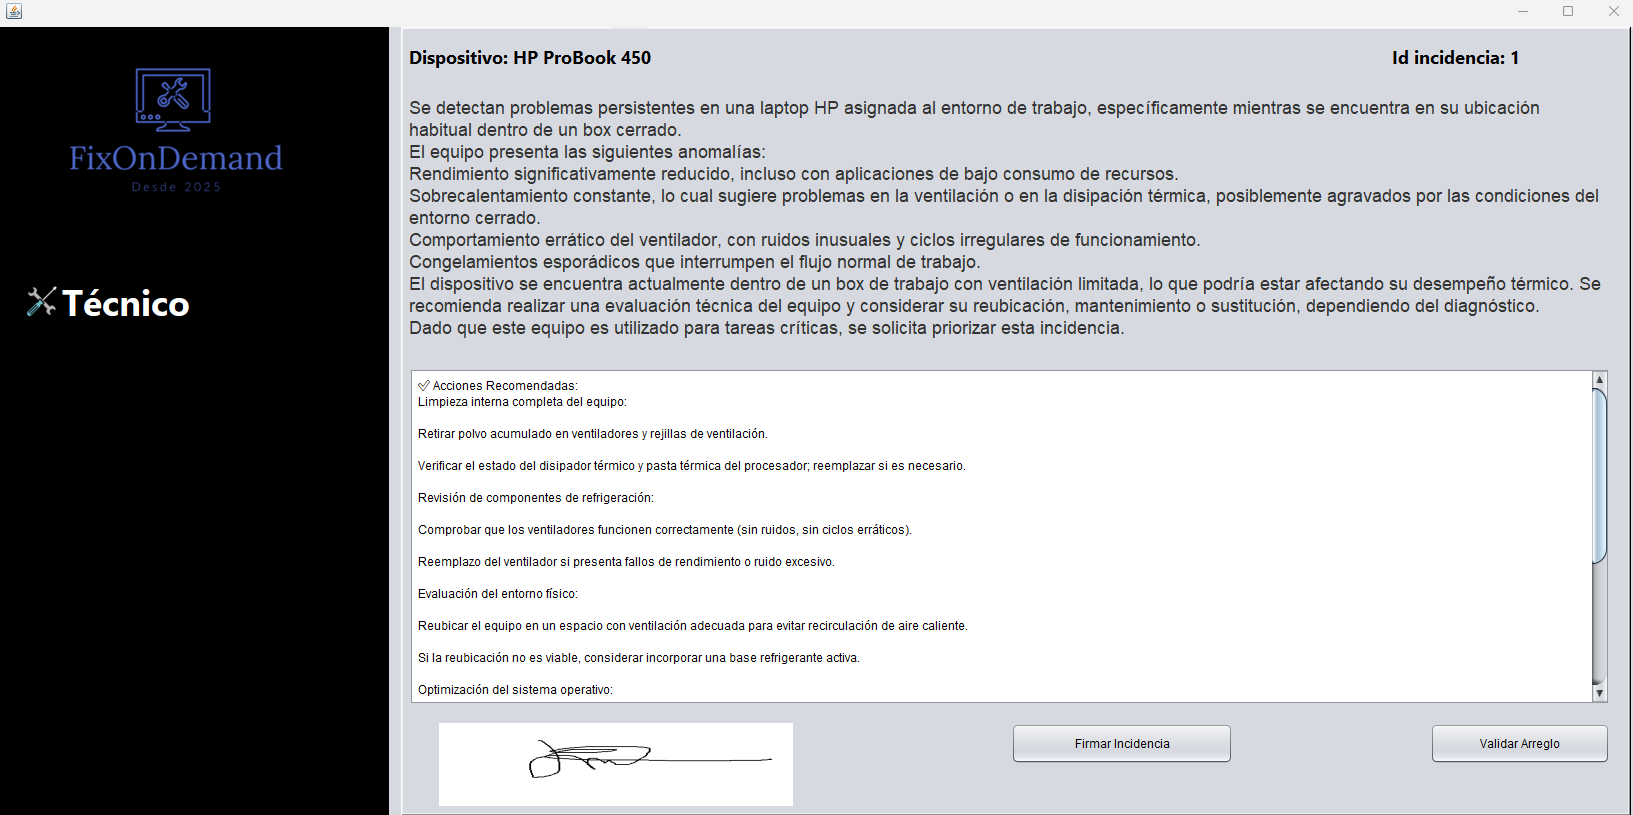 FixOnDemand
Desde 2025
Técnico
Dispositivo: HP ProBook 450
Id incidencia: 1
Se detectan problemas persistentes en una laptop HP asignada al entorno de trabajo, específicamente mientras se encuentra en su ubicación
habitual dentro de un box cerrado.
El equipo presenta las siguientes anomalías:
Rendimiento significativamente reducido, incluso con aplicaciones de bajo consumo de recursos.
Sobrecalentamiento constante, lo cual sugiere problemas en la ventilación o en la disipación térmica, posiblemente agravados por las condiciones del
entorno cerrado.
Comportamiento errático del ventilador, con ruidos inusuales y ciclos irregulares de funcionamiento.
Congelamientos esporádicos que interrumpen el flujo normal de trabajo.
El dispositivo se encuentra actualmente dentro de un box de trabajo con ventilación limitada, lo que podría estar afectando su desempeño térmico. Se
recomienda realizar una evaluación técnica del equipo y considerar su reubicación, mantenimiento o sustitución, dependiendo del diagnóstico.
Dado que este equipo es utilizado para tareas críticas, se solicita priorizar esta incidencia.
Acciones Recomendadas:
Limpieza interna completa del equipo:
Retirar polvo acumulado en ventiladores y rejillas de ventilación.
Verificar el estado del disipador térmico y pasta térmica del procesador; reemplazar si es necesario.
Revisión de componentes de refrigeración:
Comprobar que los ventiladores funcionen correctamente (sin ruidos, sin ciclos erráticos).
Reemplazo del ventilador si presenta fallos de rendimiento o ruido excesivo.
Evaluación del entorno físico:
Reubicar el equipo en un espacio con ventilación adecuada para evitar recirculación de aire caliente.
Si la reubicación no es viable, considerar incorporar una base refrigerante activa.
Optimización del sistema operativo:
Firmar Incidencia
Validar Arreglo